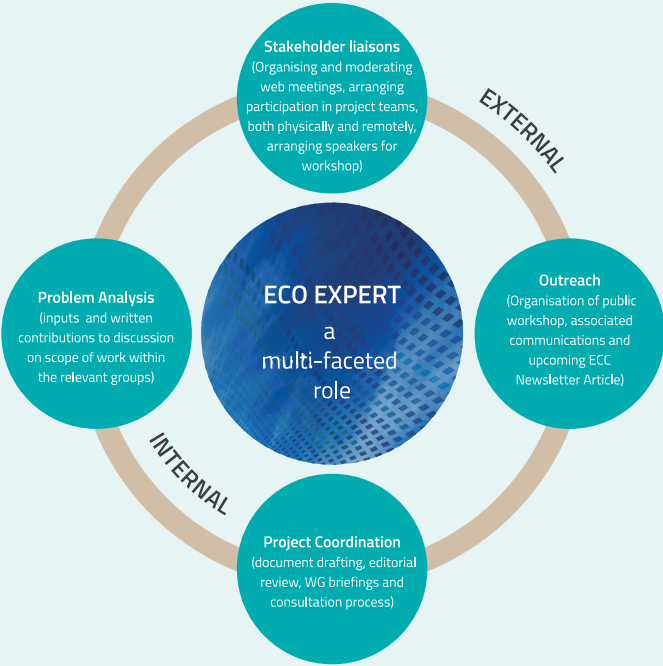 Stakeholder liaisons
(Organising and moderating
web meetings, arranging
participation in project teams,
both physically and remotely,
arranging speakers for
workshop)
EXTERNAL
Problem Analysis
(inputs and written
contributions to discussion
on scope of work within
the relevant groups)
ECO EXPERT
a
multi-faceted
role
Outreach
(Organisation of public
workshop, associated
communications and
upcoming ECC
Newsletter Article)
INTERNAL
Project Coordination
(document drafting, editorial
review, WG briefings and
consultation process)